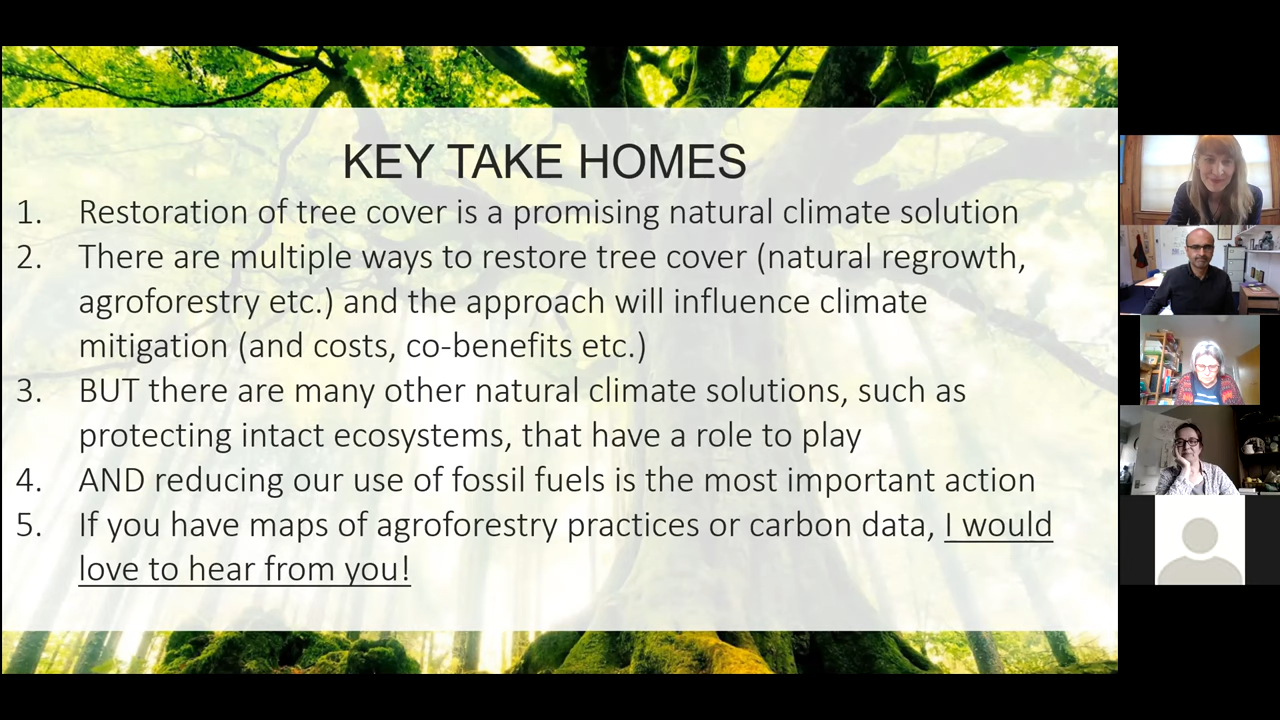 KEY TAKE HOMES
1. Restoration of tree cover is a promising natural climate solution
2. There are multiple ways to restore tree cover (natural regrowth,
agroforestry etc.) and the approach will influence climate
mitigation (and costs, co-benefits etc.)
3. BUT there are many other natural climate solutions, such as
protecting intact ecosystems, that have a role to play
4. AND reducing our use of fossil fuels is the most important action
5. If you have maps of agroforestry practices or carbon data, I would
love to hear from you!